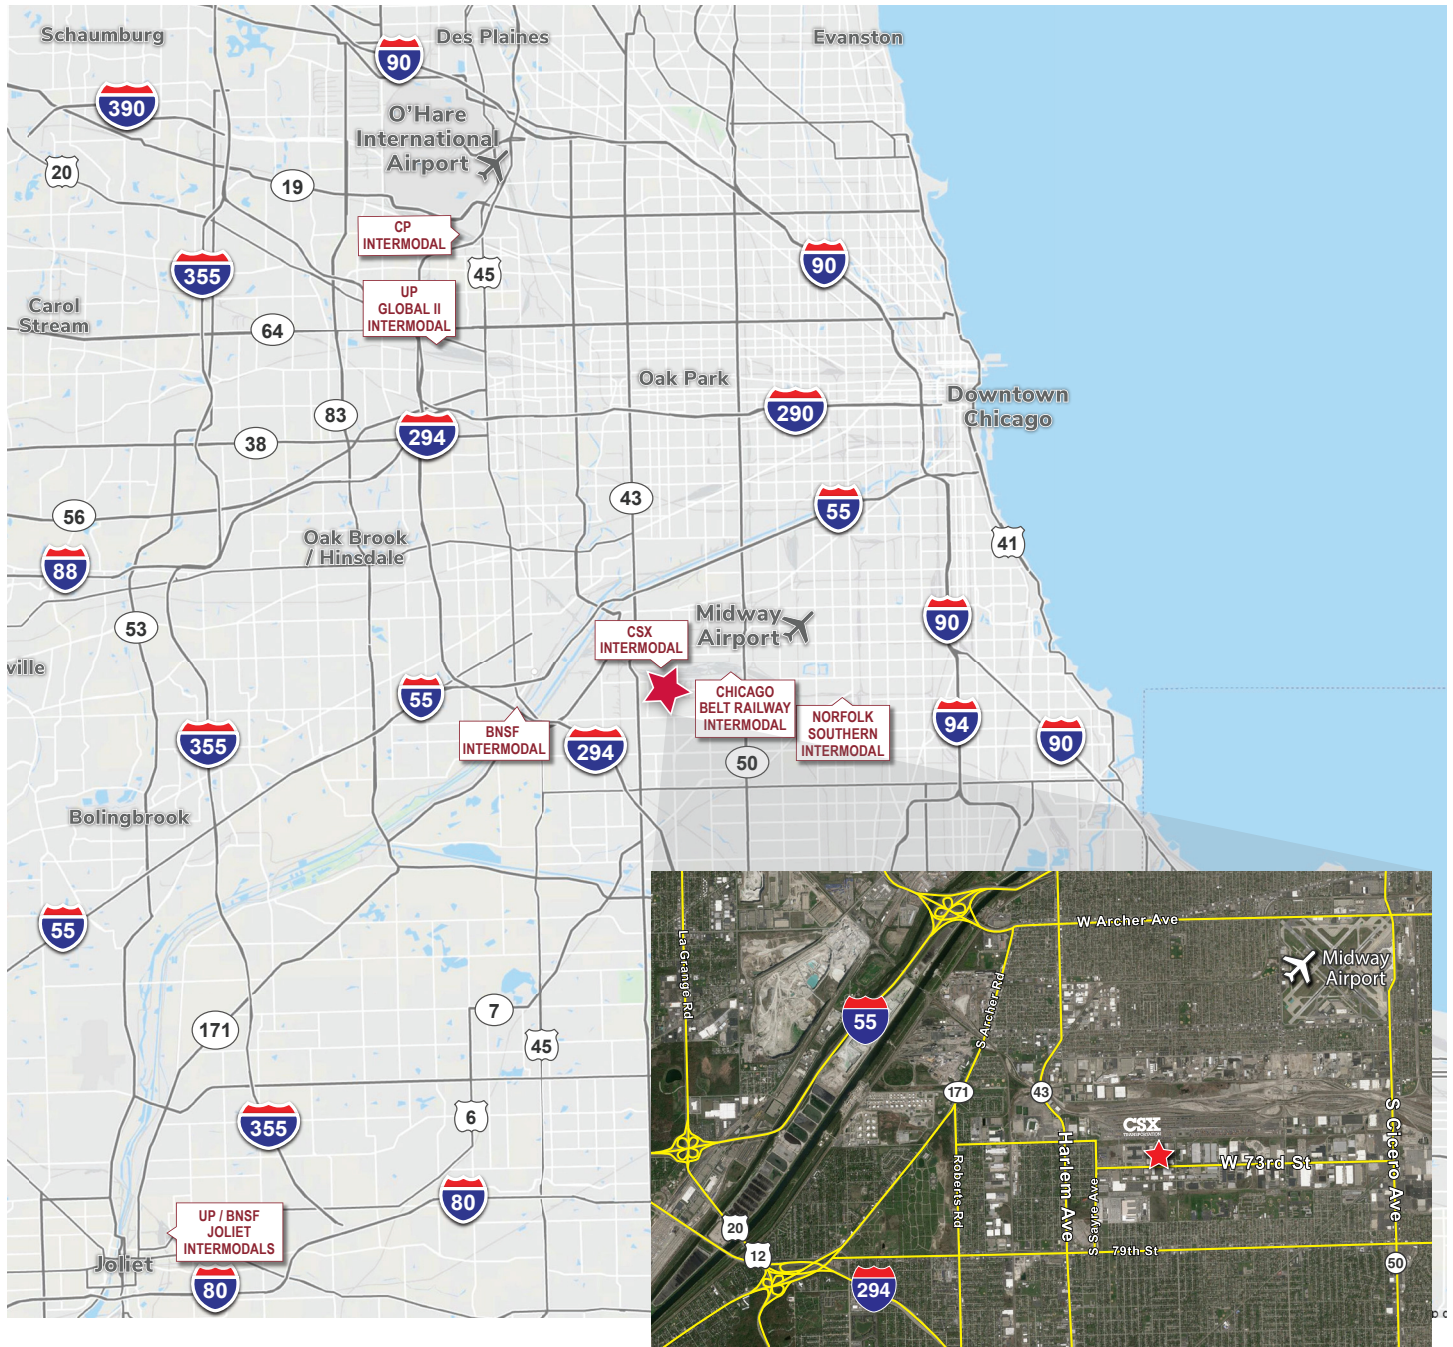 Schaumburg
Des Plaines
Evanston
90
390
O'Hare
International
Airport
20
19
CP
INTERMODAL
45
90
355
UP
GLOBAL II
INTERMODAL
Carol
Stream
64
Oak Park
Downtown
Chicago
290
83
294
38
43
56
55
Oak Brook
/ Hinsdale
41
88
53
Midway
Airport
90
CSX
INTERMODAL
ville
55
CHICAGO
BELT RAILWAY
INTERMODAL
NORFOLK
SOUTHERN
INTERMODAL
BNSF
INTERMODAL
294
355
94
90
50
Bolingbrook
55
7
171
45
6
355
80
UP / BNSF
JOLIET
INTERMODALS
Joliet
80
W Archer Ave
La Grange Rd
Midway
Airport
S Archer Rd
55
171
43
CSX
TRANSPORTATION
S Cicero Ave
Harlem Ave
W 73rd St
Roberts Rd
S Sayre Ave
20
12
79th St
50
294